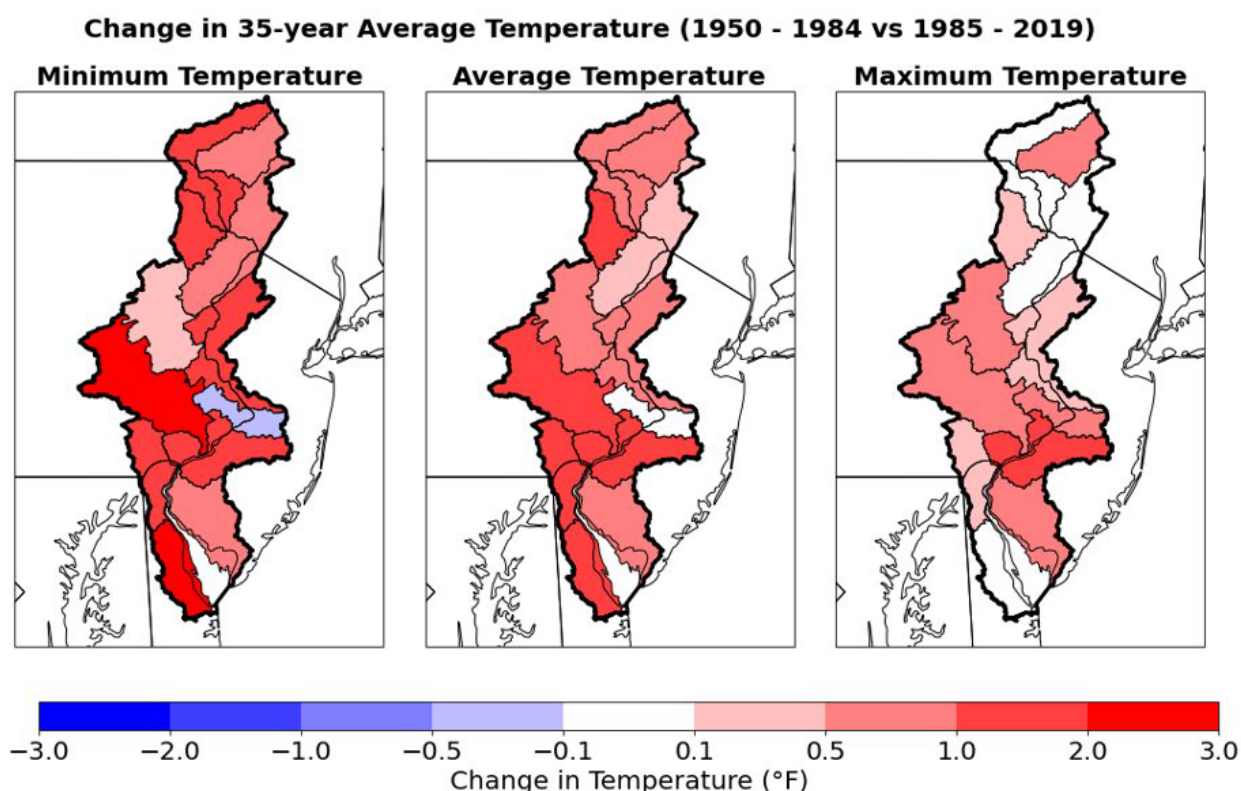 Change in 35-year Average Temperature (1950 - 1984 vs 1985 - 2019)
Minimum Temperature
Average Temperature
Maximum Temperature
−3.0 −2.0 −1.0 −0.5 −0.1 0.1 0.5 1.0 2.0 3.0
Change in Temperature (°F)